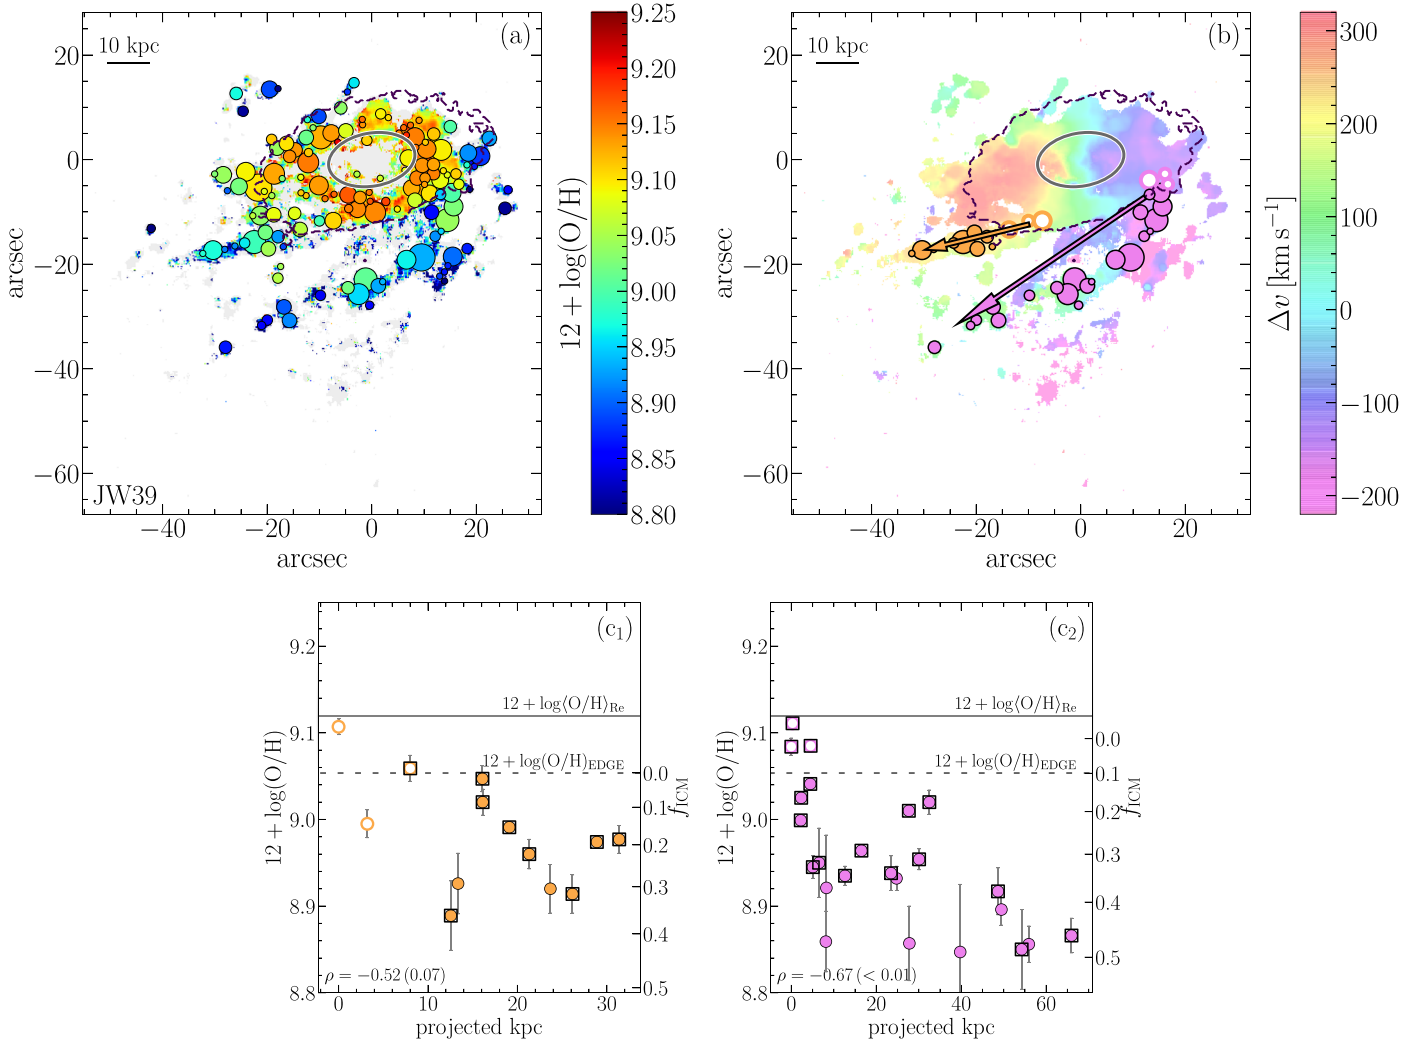 (a)
10 kpc
20
0
−20
−40
−60
arcsec
JW39
−40
−20
0
20
arcsec
9.25
9.20
9.15
9.10
9.05
9.00
8.95
8.90
8.85
8.80
12 + log(O/H)
(b)
10 kpc
20
0
−20
−40
−60
arcsec
−40
−20
0
20
arcsec
300
200
100
0
−100
−200
Δv [km s⁻¹]
(c₁)
9.2
9.1
9.0
8.9
8.8
12 + log(O/H)
12 + log⟨O/H⟩Re
12 + log(O/H)EDGE
0.0
0.1
0.2
0.3
0.4
0.5
fICM
ρ = −0.52 (0.07)
0
10
20
30
projected kpc
(c₂)
9.2
9.1
9.0
8.9
8.8
12 + log(O/H)
12 + log⟨O/H⟩Re
12 + log(O/H)EDGE
0.0
0.1
0.2
0.3
0.4
0.5
fICM
ρ = −0.67 (< 0.01)
0
20
40
60
projected kpc